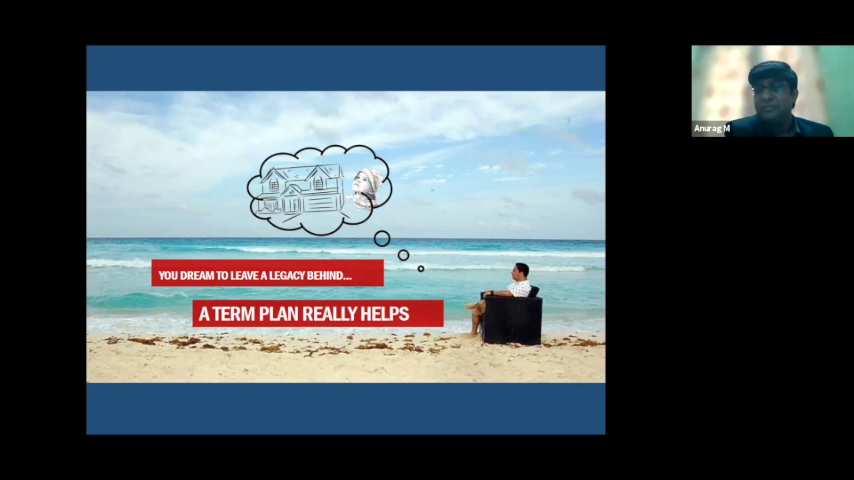 YOU DREAM TO LEAVE A LEGACY BEHIND...
A TERM PLAN REALLY HELPS
Anurag M